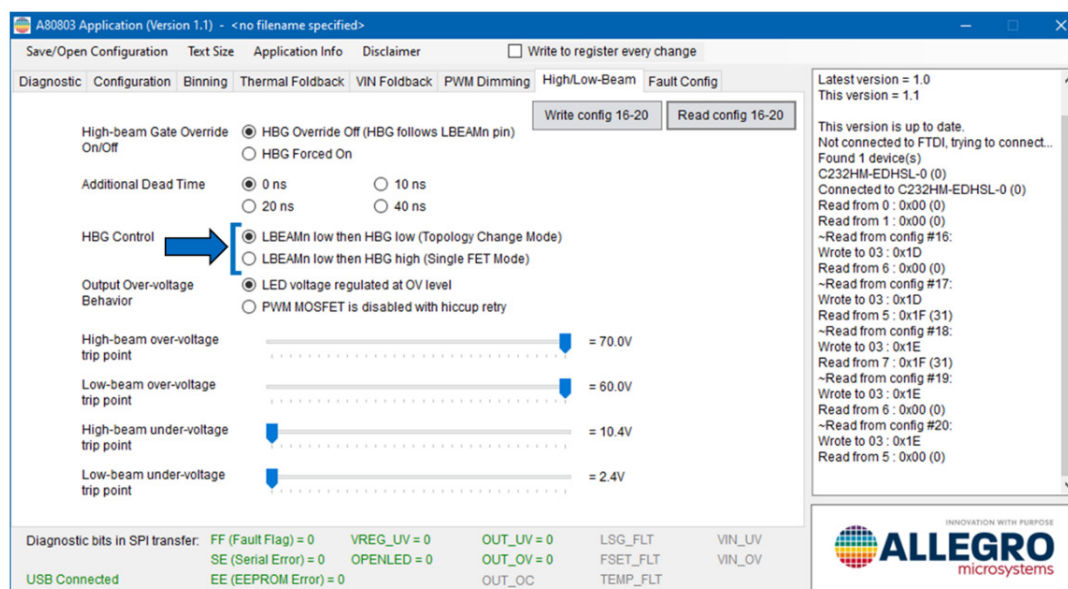 A80803 Application (Version 1.1) - <no filename specified>
Save/Open Configuration Text Size Application Info Disclaimer Write to register every change
Diagnostic Configuration Binning Thermal Foldback VIN Foldback PWM Dimming High/Low-Beam Fault Config
Write config 16-20 Read config 16-20
High-beam Gate Override
On/Off
HBG Override Off (HBG follows LBEAMn pin)
HBG Forced On
Additional Dead Time
0 ns 10 ns
20 ns 40 ns
HBG Control
LBEAMn low then HBG low (Topology Change Mode)
LBEAMn low then HBG high (Single FET Mode)
Output Over-voltage
Behavior
LED voltage regulated at OV level
PWM MOSFET is disabled with hiccup retry
High-beam over-voltage
trip point
= 70.0V
Low-beam over-voltage
trip point
= 60.0V
High-beam under-voltage
trip point
= 10.4V
Low-beam under-voltage
trip point
= 2.4V
Latest version = 1.0
This version = 1.1
This version is up to date.
Not connected to FTDI, trying to connect...
Found 1 device(s)
C232HM-EDHSL-0 (0)
Connected to C232HM-EDHSL-0 (0)
Read from 0 : 0x00 (0)
Read from 1 : 0x00 (0)
~Read from config #16:
Wrote to 03 : 0x1D
Read from 6 : 0x00 (0)
~Read from config #17:
Wrote to 03 : 0x1D
Read from 5 : 0x1F (31)
~Read from config #18:
Wrote to 03 : 0x1E
Read from 7 : 0x1F (31)
~Read from config #19:
Wrote to 03 : 0x1E
Read from 6 : 0x00 (0)
~Read from config #20:
Wrote to 03 : 0x1E
Read from 5 : 0x00 (0)
Diagnostic bits in SPI transfer: FF (Fault Flag) = 0 VREG_UV = 0 OUT_UV = 0 LSG_FLT VIN_UV
SE (Serial Error) = 0 OPENLED = 0 OUT_OV = 0 FSET_FLT VIN_OV
USB Connected EE (EEPROM Error) = 0 OUT_OC TEMP_FLT
INNOVATION WITH PURPOSE
ALLEGRO
microsystems